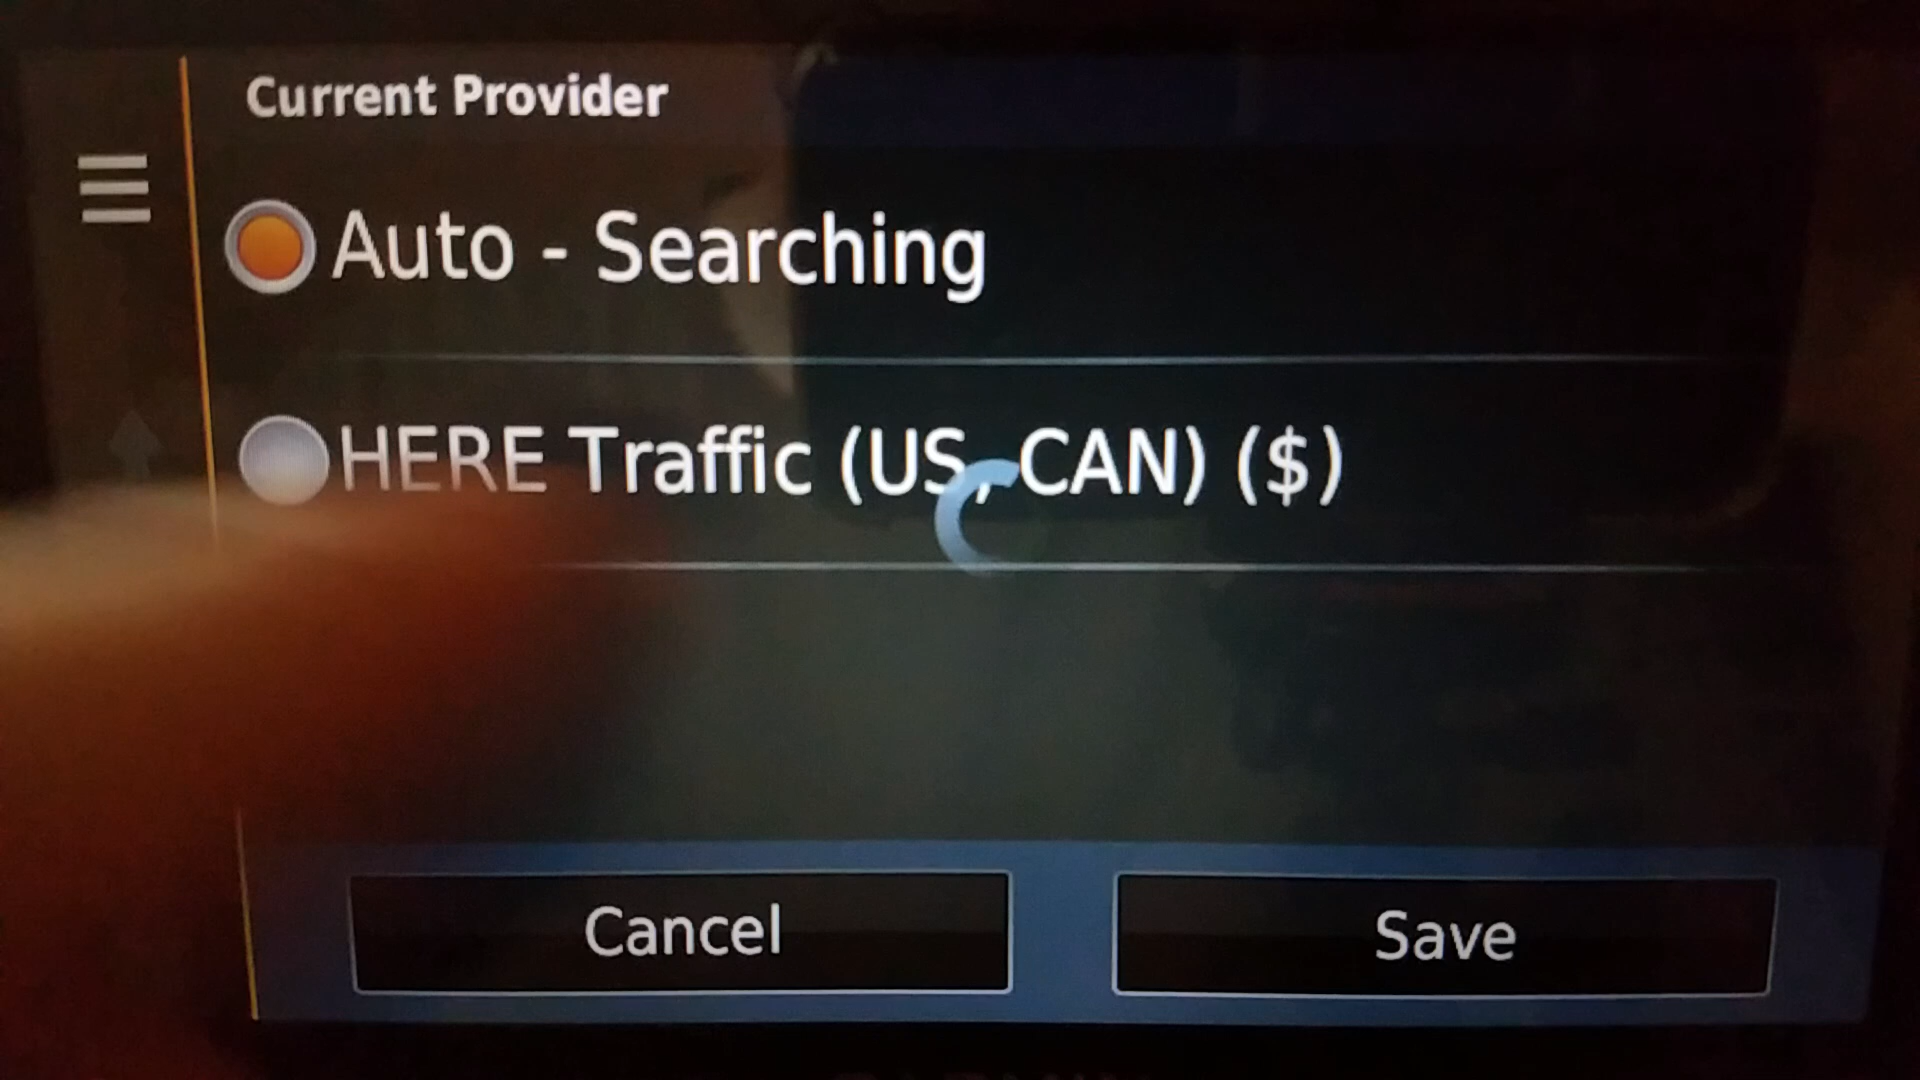 Current Provider
Auto - Searching
HERE Traffic (US, CAN) ($)
Cancel
Save